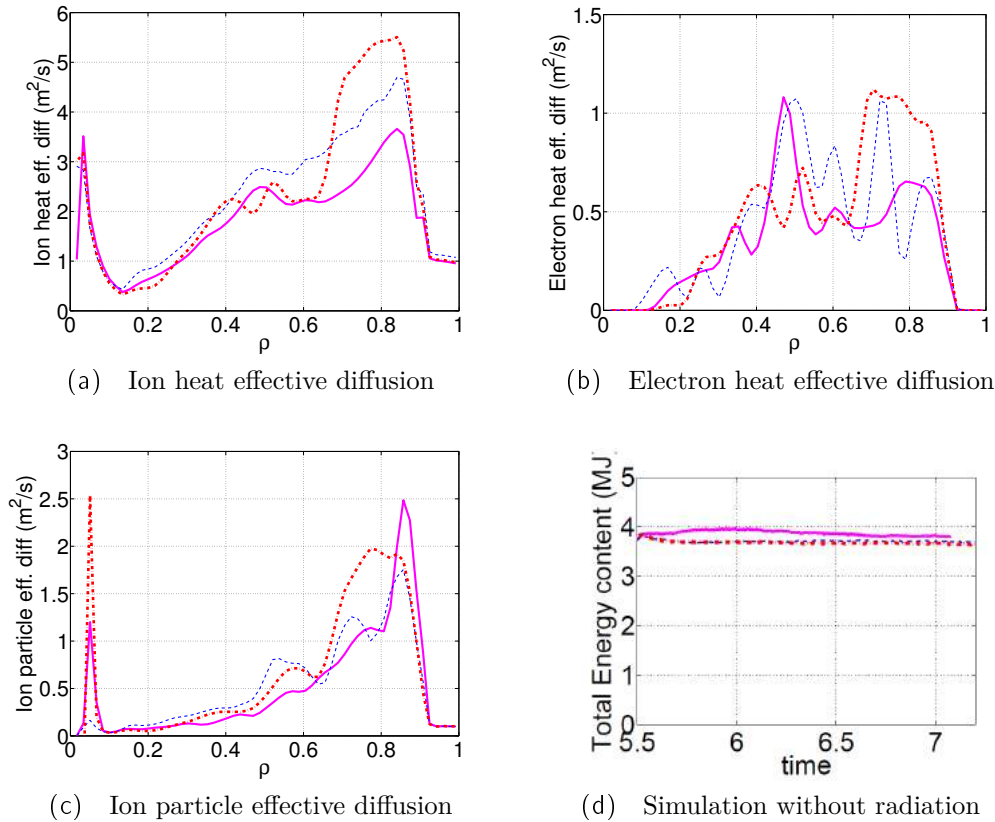 Ion heat eff. diff (m²/s)
6
5
4
3
2
1
0
0 0.2 0.4 0.6 0.8 1
ρ
(a) Ion heat effective diffusion
Electron heat eff. diff (m²/s)
1.5
1
0.5
0
0.2 0.4 0.6 0.8 1
ρ
(b) Electron heat effective diffusion
Ion particle eff. diff (m²/s)
3
2.5
2
1.5
1
0.5
0
0 0.2 0.4 0.6 0.8 1
ρ
(c) Ion particle effective diffusion
Total Energy content (MJ
5
4
3
2
1
0
5.5 6 6.5 7
time
(d) Simulation without radiation